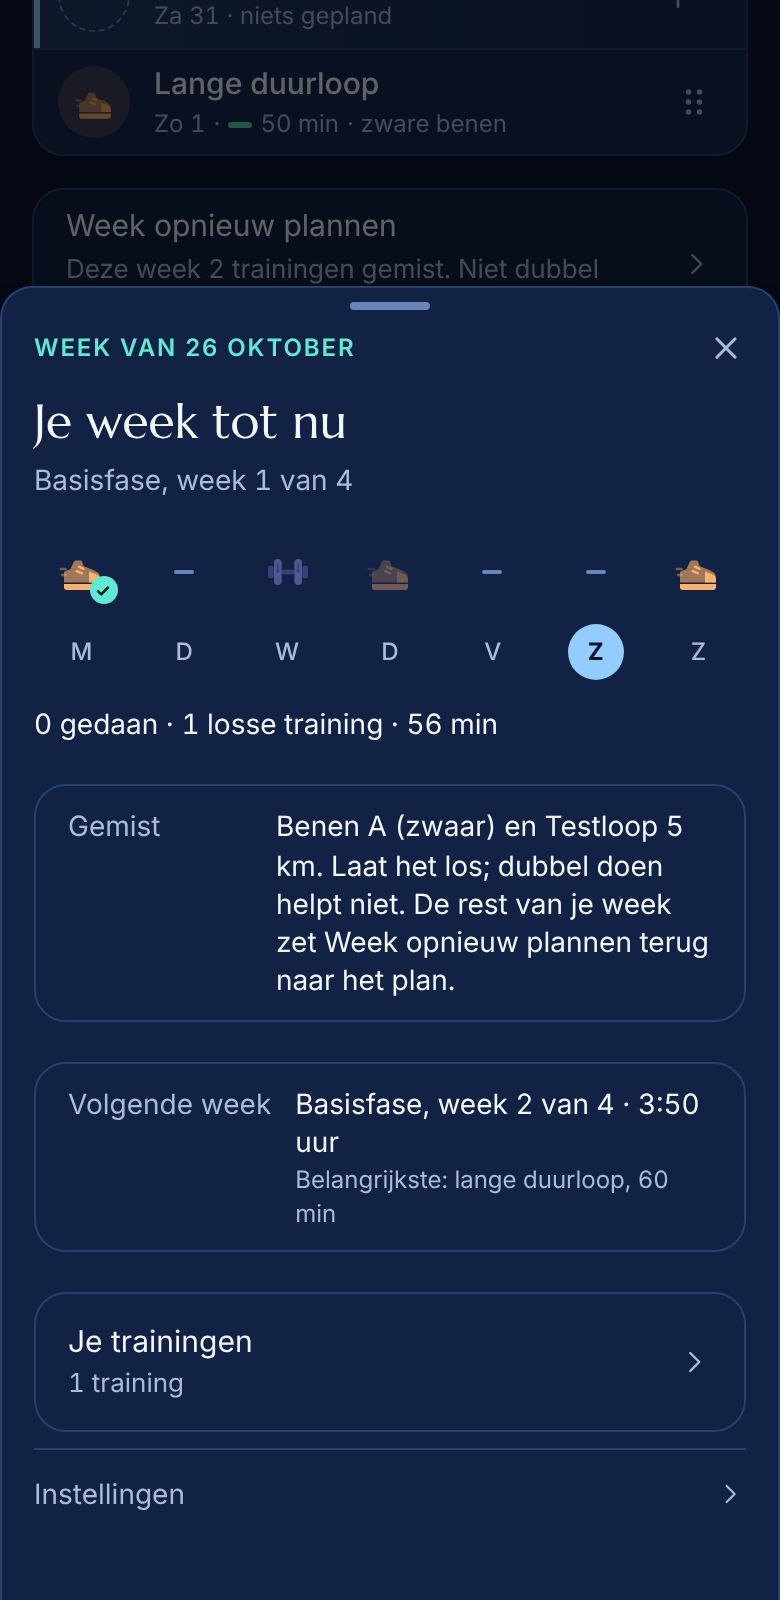 Za 31 · niets gepland
Lange duurloop
Zo 1 · 50 min · zware benen
Week opnieuw plannen
Deze week 2 trainingen gemist. Niet dubbel
WEEK VAN 26 OKTOBER
Je week tot nu
Basisfase, week 1 van 4
M D W D V Z Z
0 gedaan · 1 losse training · 56 min
Gemist
Benen A (zwaar) en Testloop 5
km. Laat het los; dubbel doen
helpt niet. De rest van je week
zet Week opnieuw plannen terug
naar het plan.
Volgende week
Basisfase, week 2 van 4 · 3:50
uur
Belangrijkste: lange duurloop, 60
min
Je trainingen
1 training
Instellingen